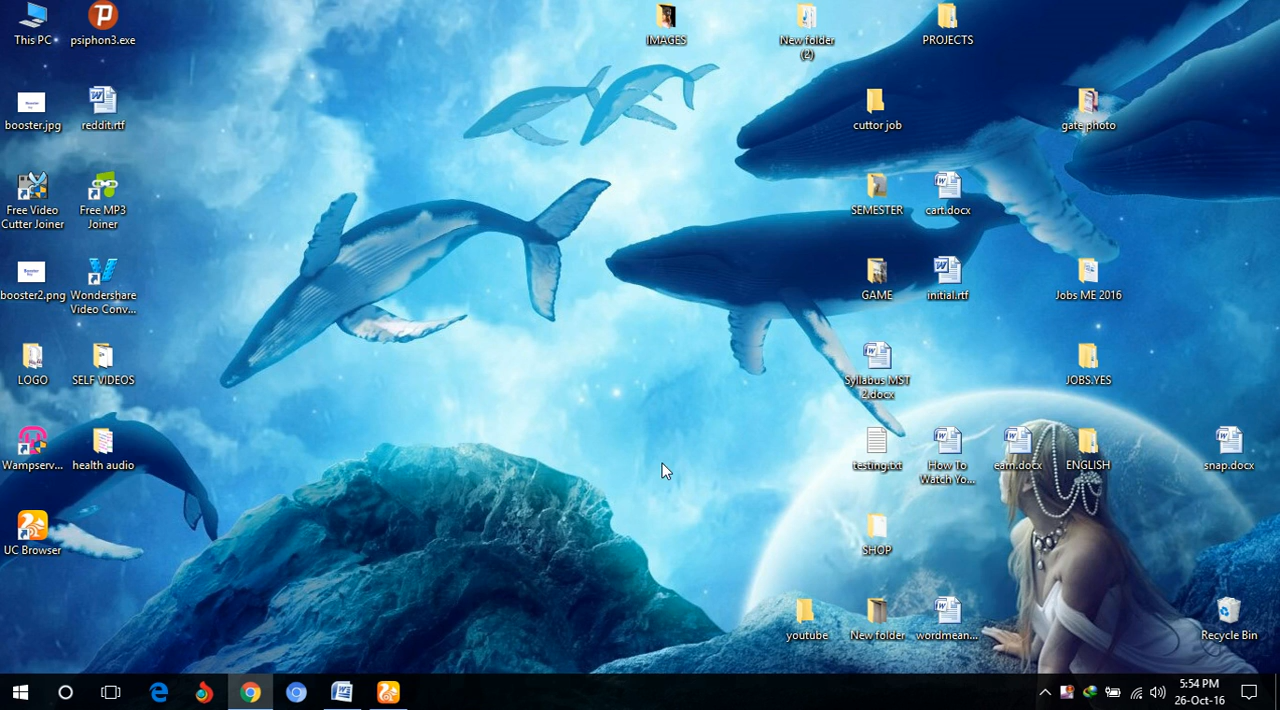 This PC
psiphon3.exe
IMAGES
New folder
(2)
PROJECTS
booster.jpg
reddit.rtf
cuttor job
gate photo
Free Video
Cutter Joiner
Free MP3
Joiner
SEMESTER
cart.docx
booster2.png
Wondershare
Video Conv...
GAME
initial.rtf
Jobs ME 2016
LOGO
SELF VIDEOS
Syllabus MST
2.docx
JOBS.YES
Wampserv...
health audio
testing.txt
How To
Watch Yo...
earn.docx
ENGLISH
snap.docx
UC Browser
SHOP
youtube
New folder
wordmean...
Recycle Bin
5:54 PM
26-Oct-16